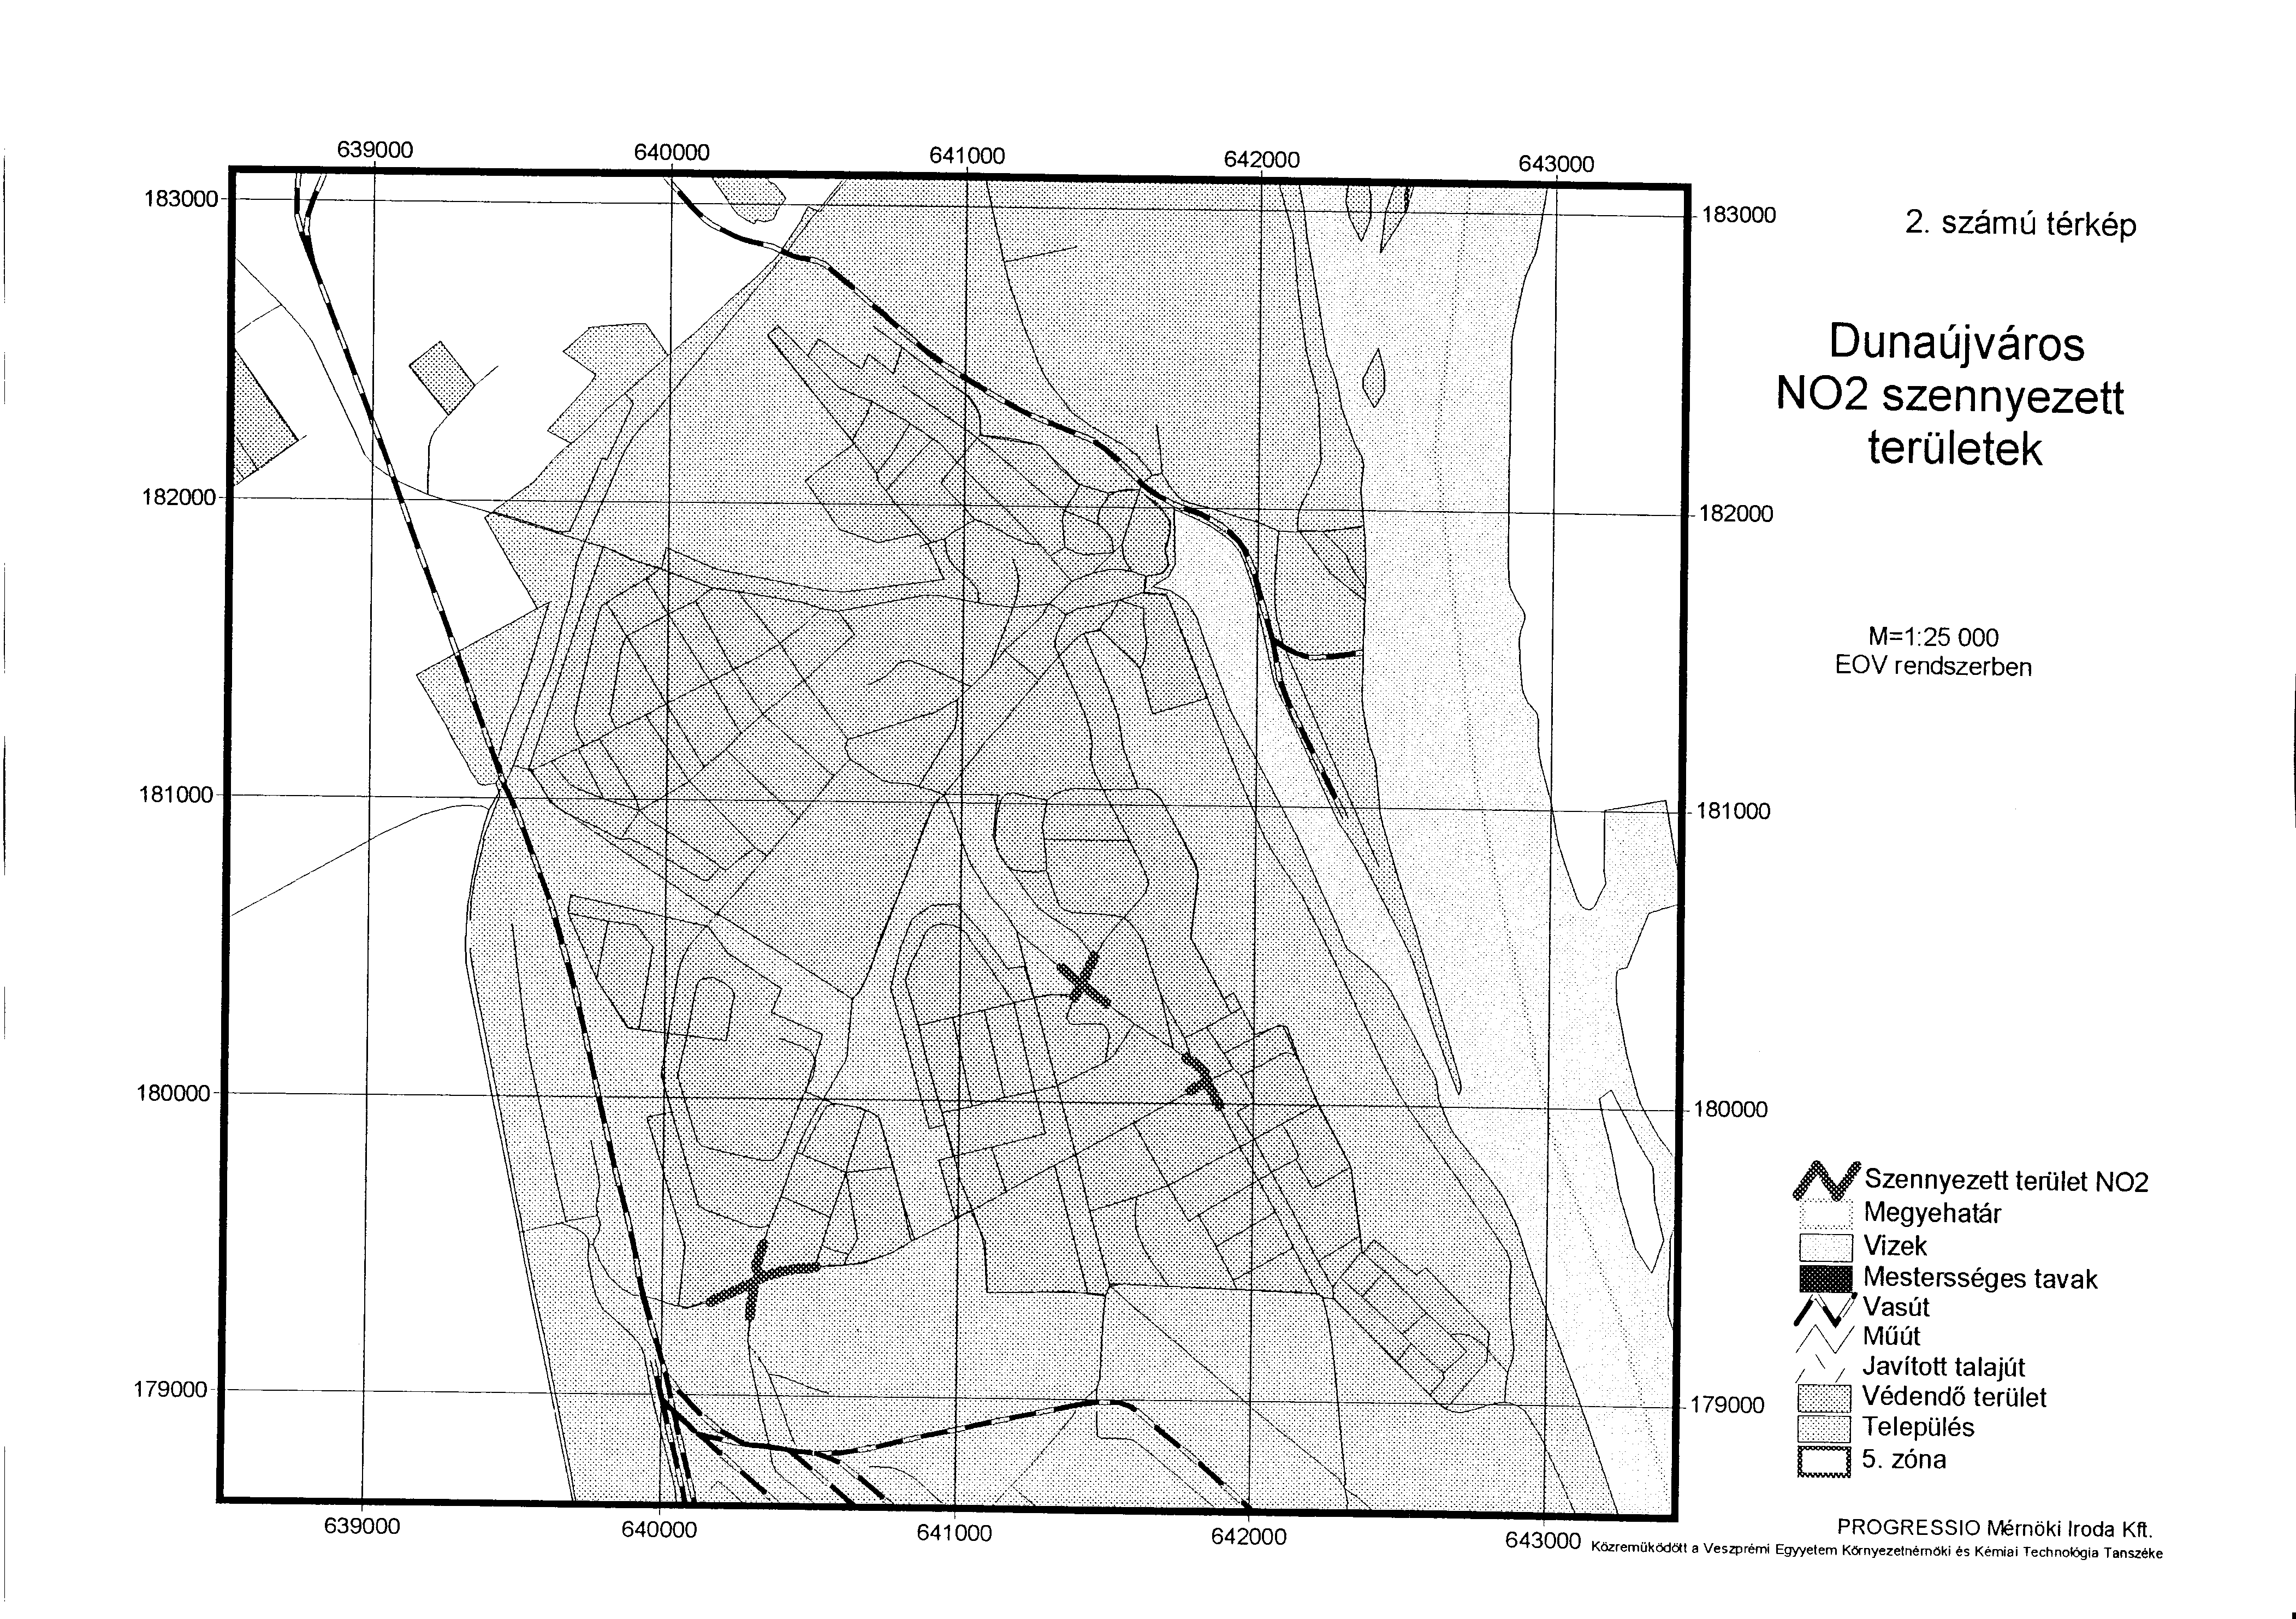 639000 640000 641000 642000 643000
183000 183000
2. számú térkép
Dunaújváros
NO2 szennyezett
területek
182000 182000
M=1:25 000
EOV rendszerben
181000 181000
180000 180000
Szennyezett terület NO2
Megyehatár
Vizek
Mestersséges tavak
Vasút
Műút
Javított talajút
Védendő terület
Település
5. zóna
179000 179000
639000 640000 641000 642000 643000
PROGRESSIO Mérnöki Iroda Kft.
Közreműködött a Veszprémi Egyyetem Környezetnérnöki és Kémiai Technológia Tanszéke